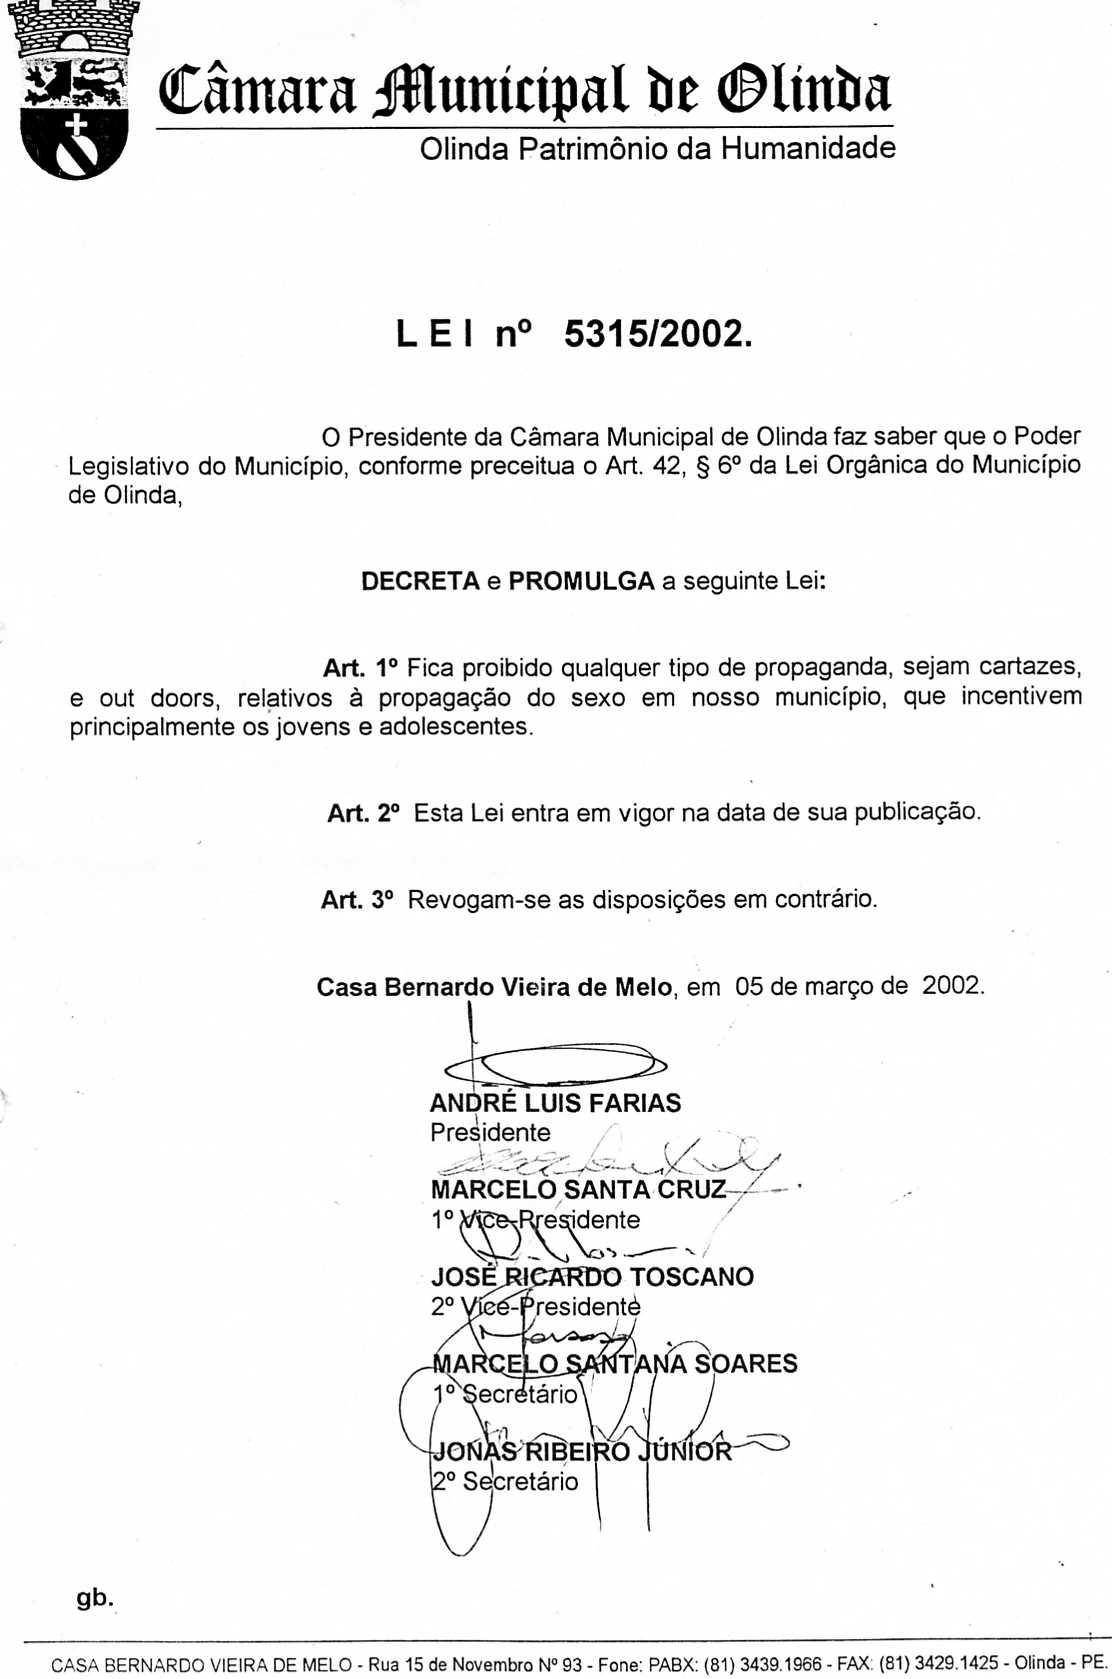 Câmara Municipal de Olinda
Olinda Patrimônio da Humanidade
L E I nº 5315/2002.
O Presidente da Câmara Municipal de Olinda faz saber que o Poder
Legislativo do Município, conforme preceitua o Art. 42, § 6º da Lei Orgânica do Município
de Olinda,
DECRETA e PROMULGA a seguinte Lei:
Art. 1º Fica proibido qualquer tipo de propaganda, sejam cartazes,
e out doors, relativos à propagação do sexo em nosso município, que incentivem
principalmente os jovens e adolescentes.
Art. 2º Esta Lei entra em vigor na data de sua publicação.
Art. 3º Revogam-se as disposições em contrário.
Casa Bernardo Vieira de Melo, em 05 de março de 2002.
ANDRÉ LUIS FARIAS
Presidente
MARCELO SANTA CRUZ
1º Vice-Presidente
JOSÉ RICARDO TOSCANO
2º Vice-Presidente
MARCELO SANTANA SOARES
1º Secretário
JONAS RIBEIRO JÚNIOR
2º Secretário
gb.
CASA BERNARDO VIEIRA DE MELO - Rua 15 de Novembro Nº 93 - Fone: PABX: (81) 3439.1966 - FAX: (81) 3429.1425 - Olinda - PE.